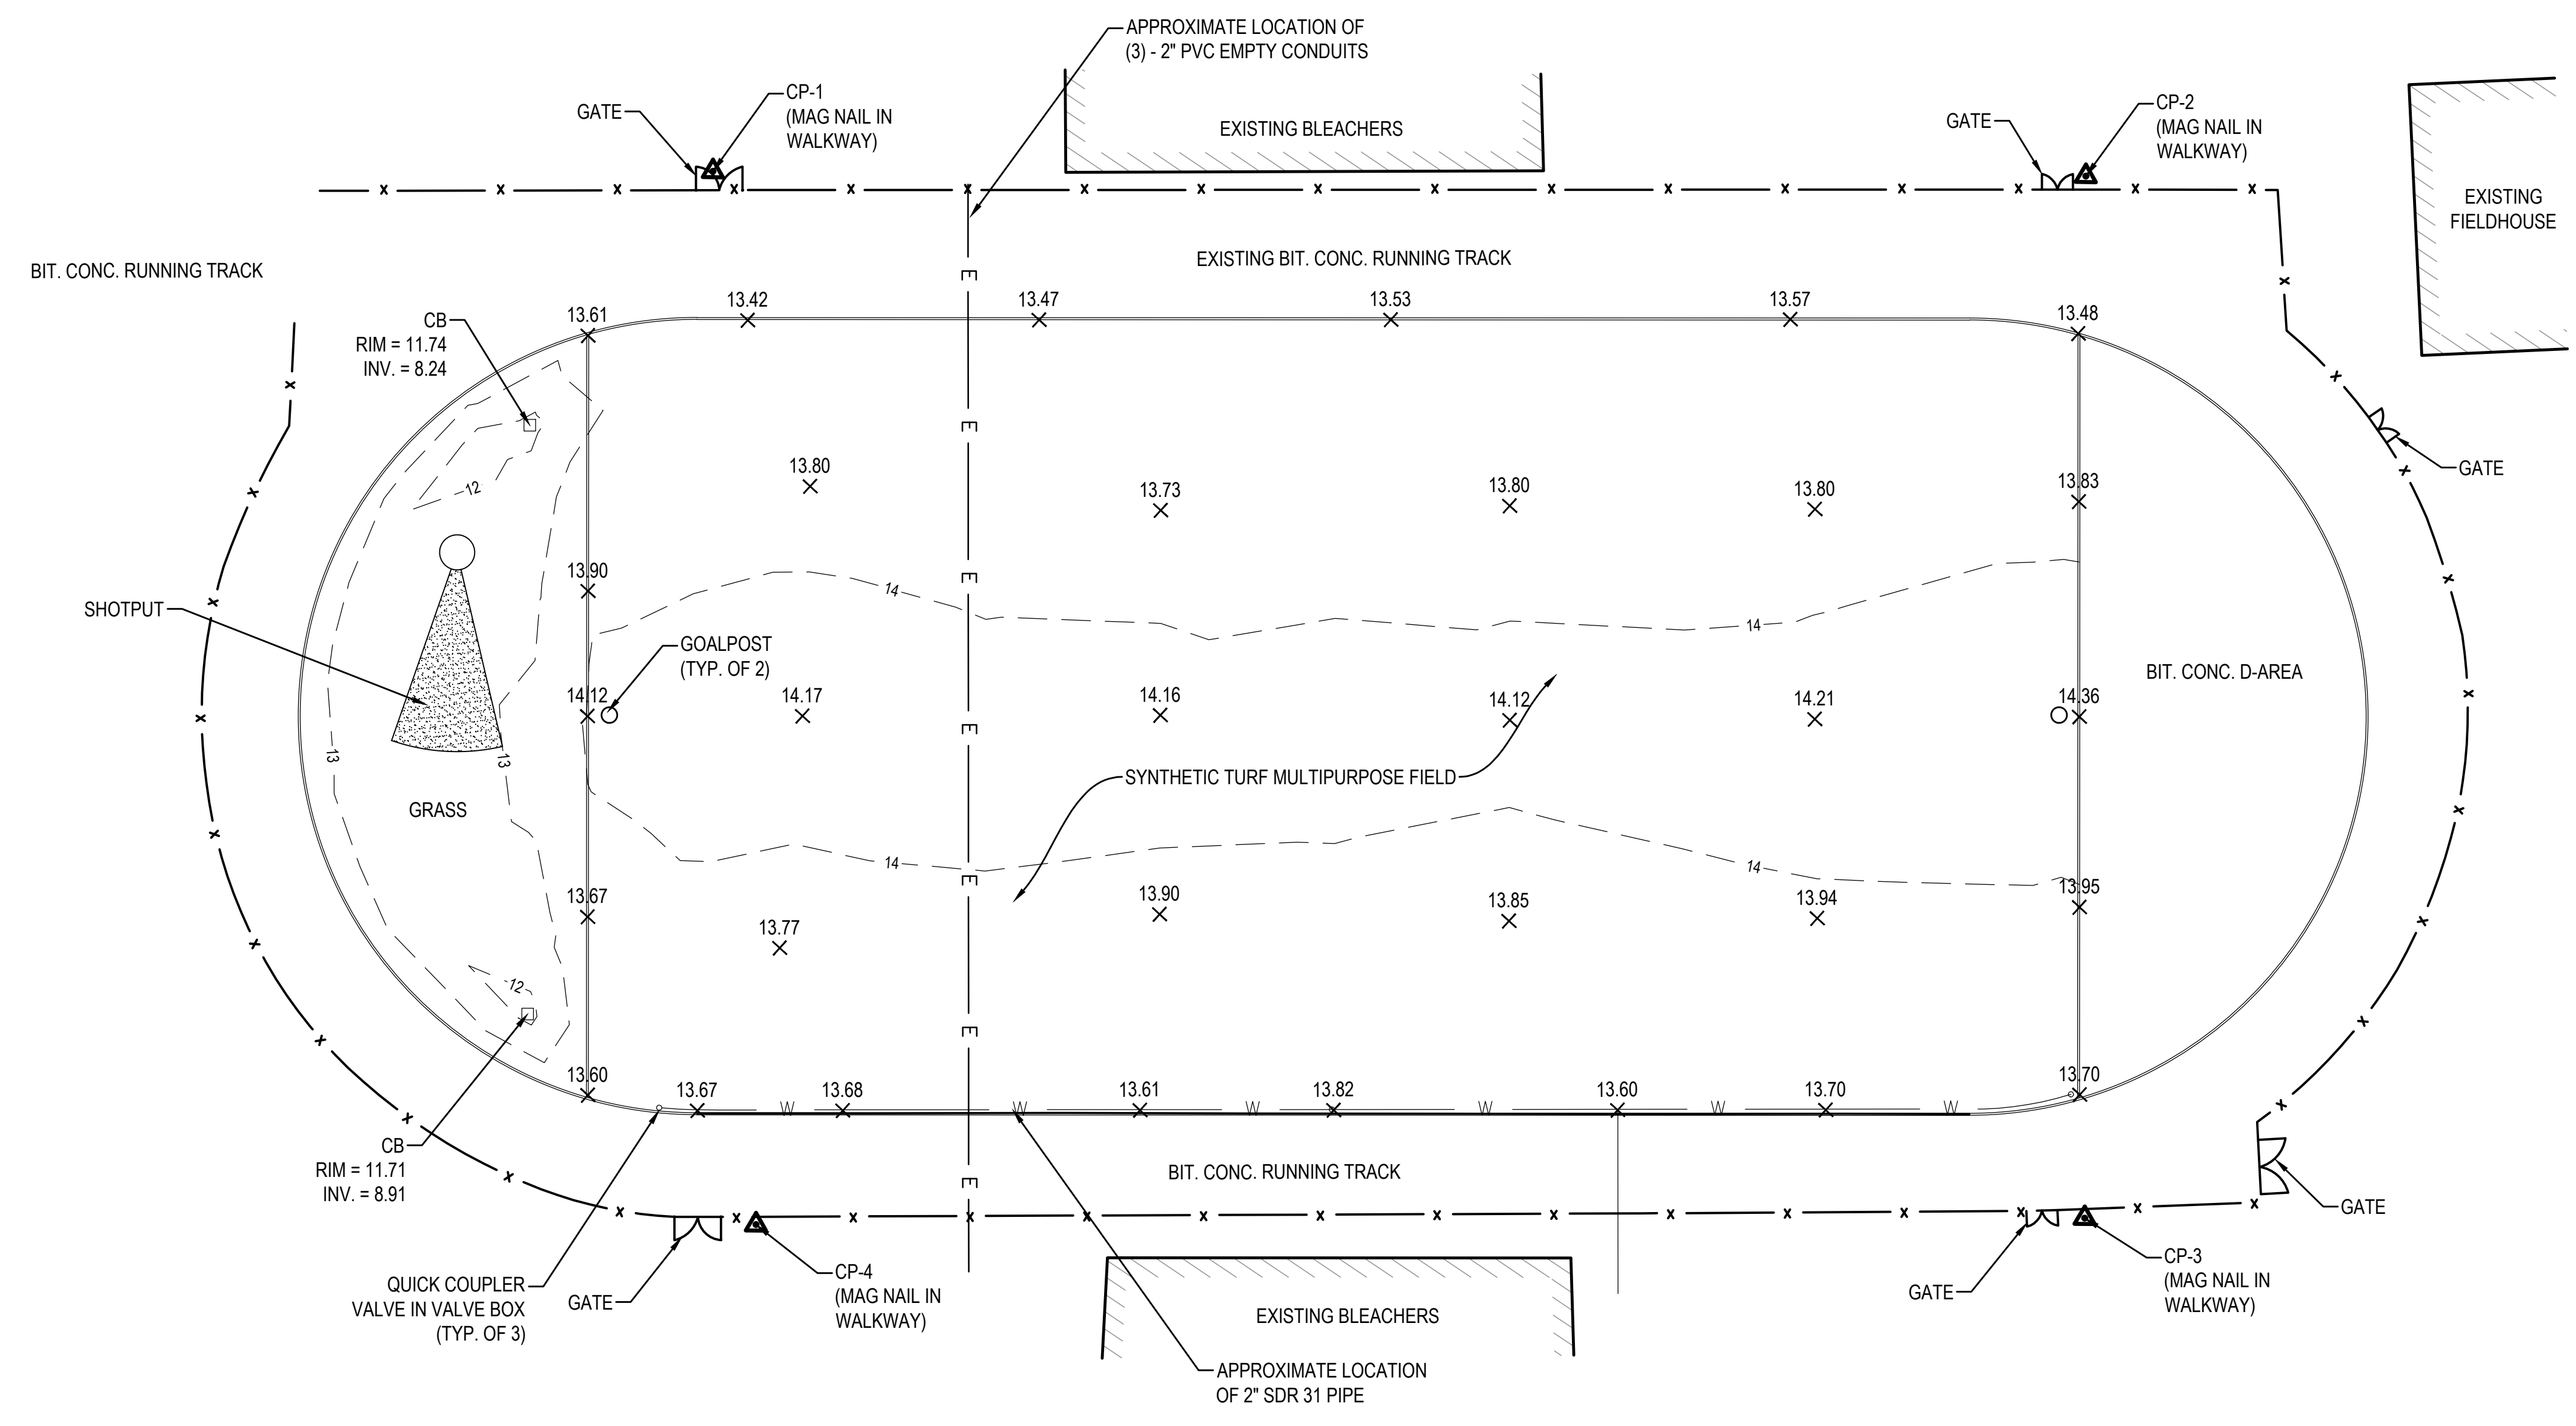 APPROXIMATE LOCATION OF
(3) - 2" PVC EMPTY CONDUITS
GATE
CP-1
(MAG NAIL IN
WALKWAY)
EXISTING BLEACHERS
GATE
CP-2
(MAG NAIL IN
WALKWAY)
EXISTING
FIELDHOUSE
BIT. CONC. RUNNING TRACK
EXISTING BIT. CONC. RUNNING TRACK
E
13.61
13.42
13.47
13.53
13.57
13.48
CB
RIM = 11.74
INV. = 8.24
E
GATE
12
13.80
13.73
13.80
13.80
13.83
SHOTPUT
13.90
14
E
14
GOALPOST
(TYP. OF 2)
BIT. CONC. D-AREA
14.12
14.17
14.16
14.12
14.21
14.36
E
13
13
SYNTHETIC TURF MULTIPURPOSE FIELD
GRASS
14
14
E
13.67
13.77
13.90
13.85
13.94
13.95
12
E
13.60
13.67
13.68
13.61
13.82
13.60
13.70
13.70
W
W
W
W
W
W
CB
RIM = 11.71
INV. = 8.91
E
BIT. CONC. RUNNING TRACK
GATE
QUICK COUPLER
VALVE IN VALVE BOX
(TYP. OF 3)
GATE
CP-4
(MAG NAIL IN
WALKWAY)
EXISTING BLEACHERS
GATE
CP-3
(MAG NAIL IN
WALKWAY)
APPROXIMATE LOCATION
OF 2" SDR 31 PIPE